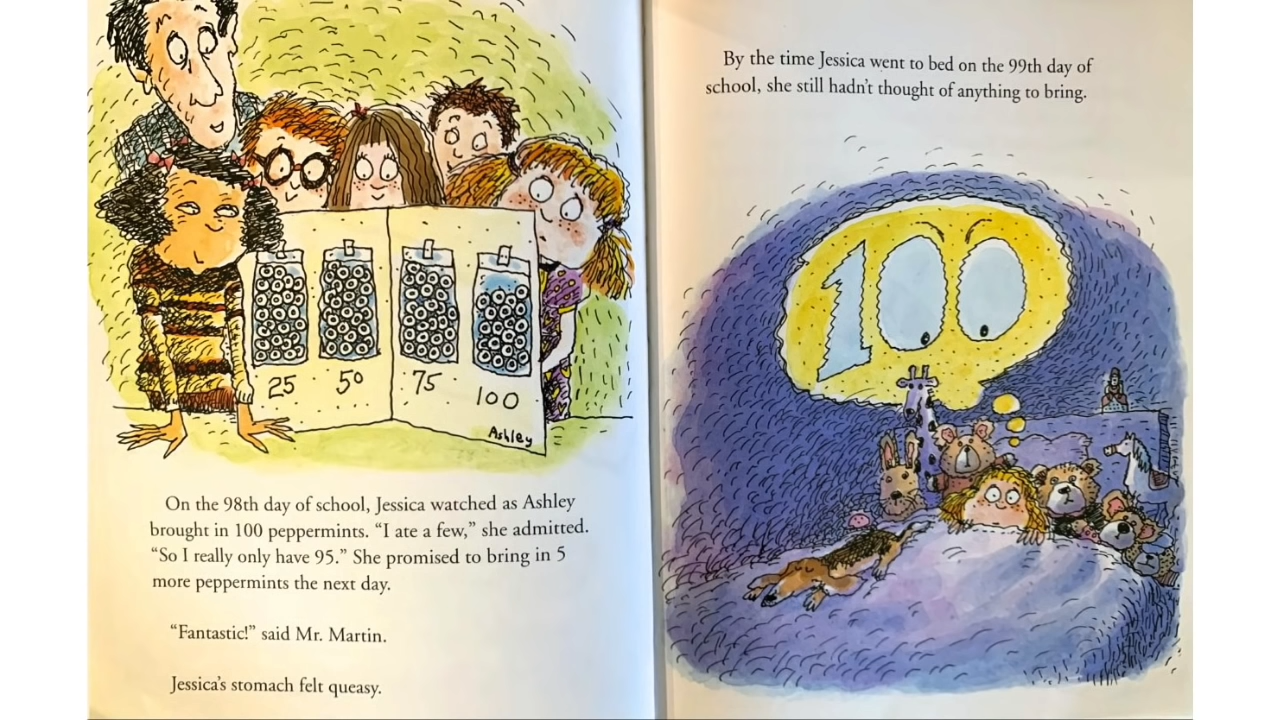 25
50
75
100
Ashley
On the 98th day of school, Jessica watched as Ashley
brought in 100 peppermints. “I ate a few,” she admitted.
“So I really only have 95.” She promised to bring in 5
more peppermints the next day.
“Fantastic!” said Mr. Martin.
Jessica’s stomach felt queasy.
By the time Jessica went to bed on the 99th day of
school, she still hadn’t thought of anything to bring.
100